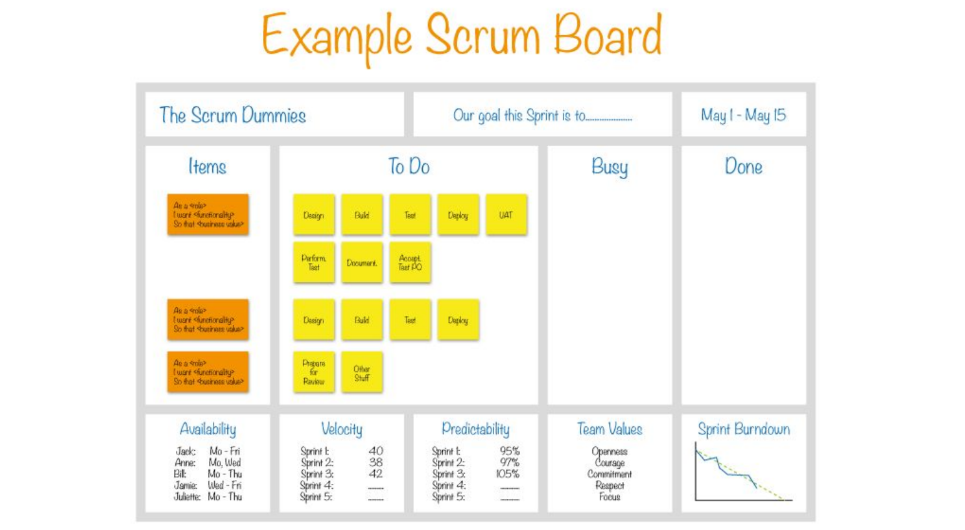 Example Scrum Board
The Scrum Dummies
Our goal this Sprint is to....................
May 1 - May 15
Items
To Do
Busy
Done
As a <role>
I want <functionality>
So that <business value>
Design
Build
Test
Deploy
UAT
Perform.
Test
Document.
Accept.
Test PO
As a <role>
I want <functionality>
So that <business value>
Design
Build
Test
Deploy
As a <role>
I want <functionality>
So that <business value>
Prepare
for
Review
Other
Stuff
Availability
Jack: Mo - Fri
Anne: Mo, Wed
Bill: Mo - Thu
Jamie: Wed - Fri
Juliette: Mo - Thu
Velocity
Sprint 1: 40
Sprint 2: 38
Sprint 3: 42
Sprint 4: ......
Sprint 5: ......
Predictability
Sprint 1: 95%
Sprint 2: 97%
Sprint 3: 105%
Sprint 4: ......
Sprint 5: ......
Team Values
Openness
Courage
Commitment
Respect
Focus
Sprint Burndown